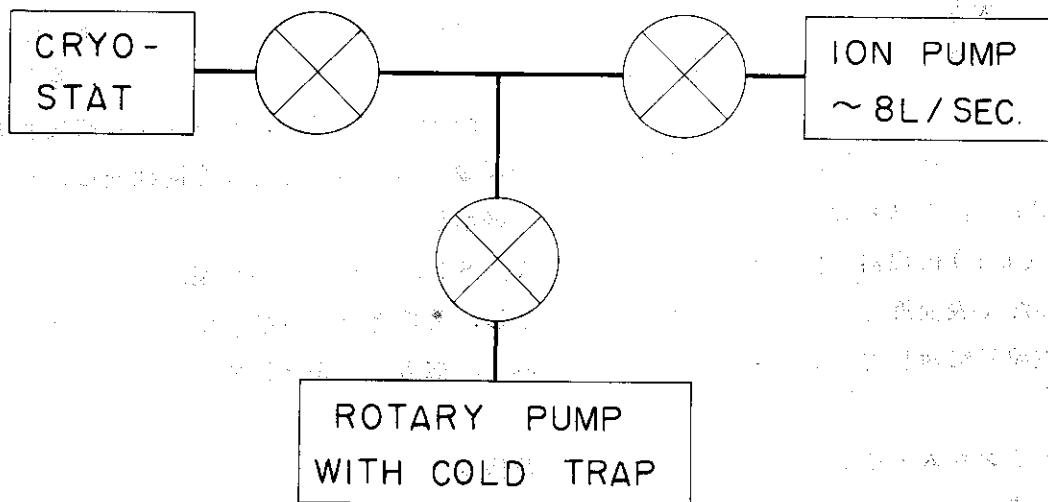 CRYO-
STAT
ION PUMP
~ 8L/SEC.
ROTARY PUMP
WITH COLD TRAP